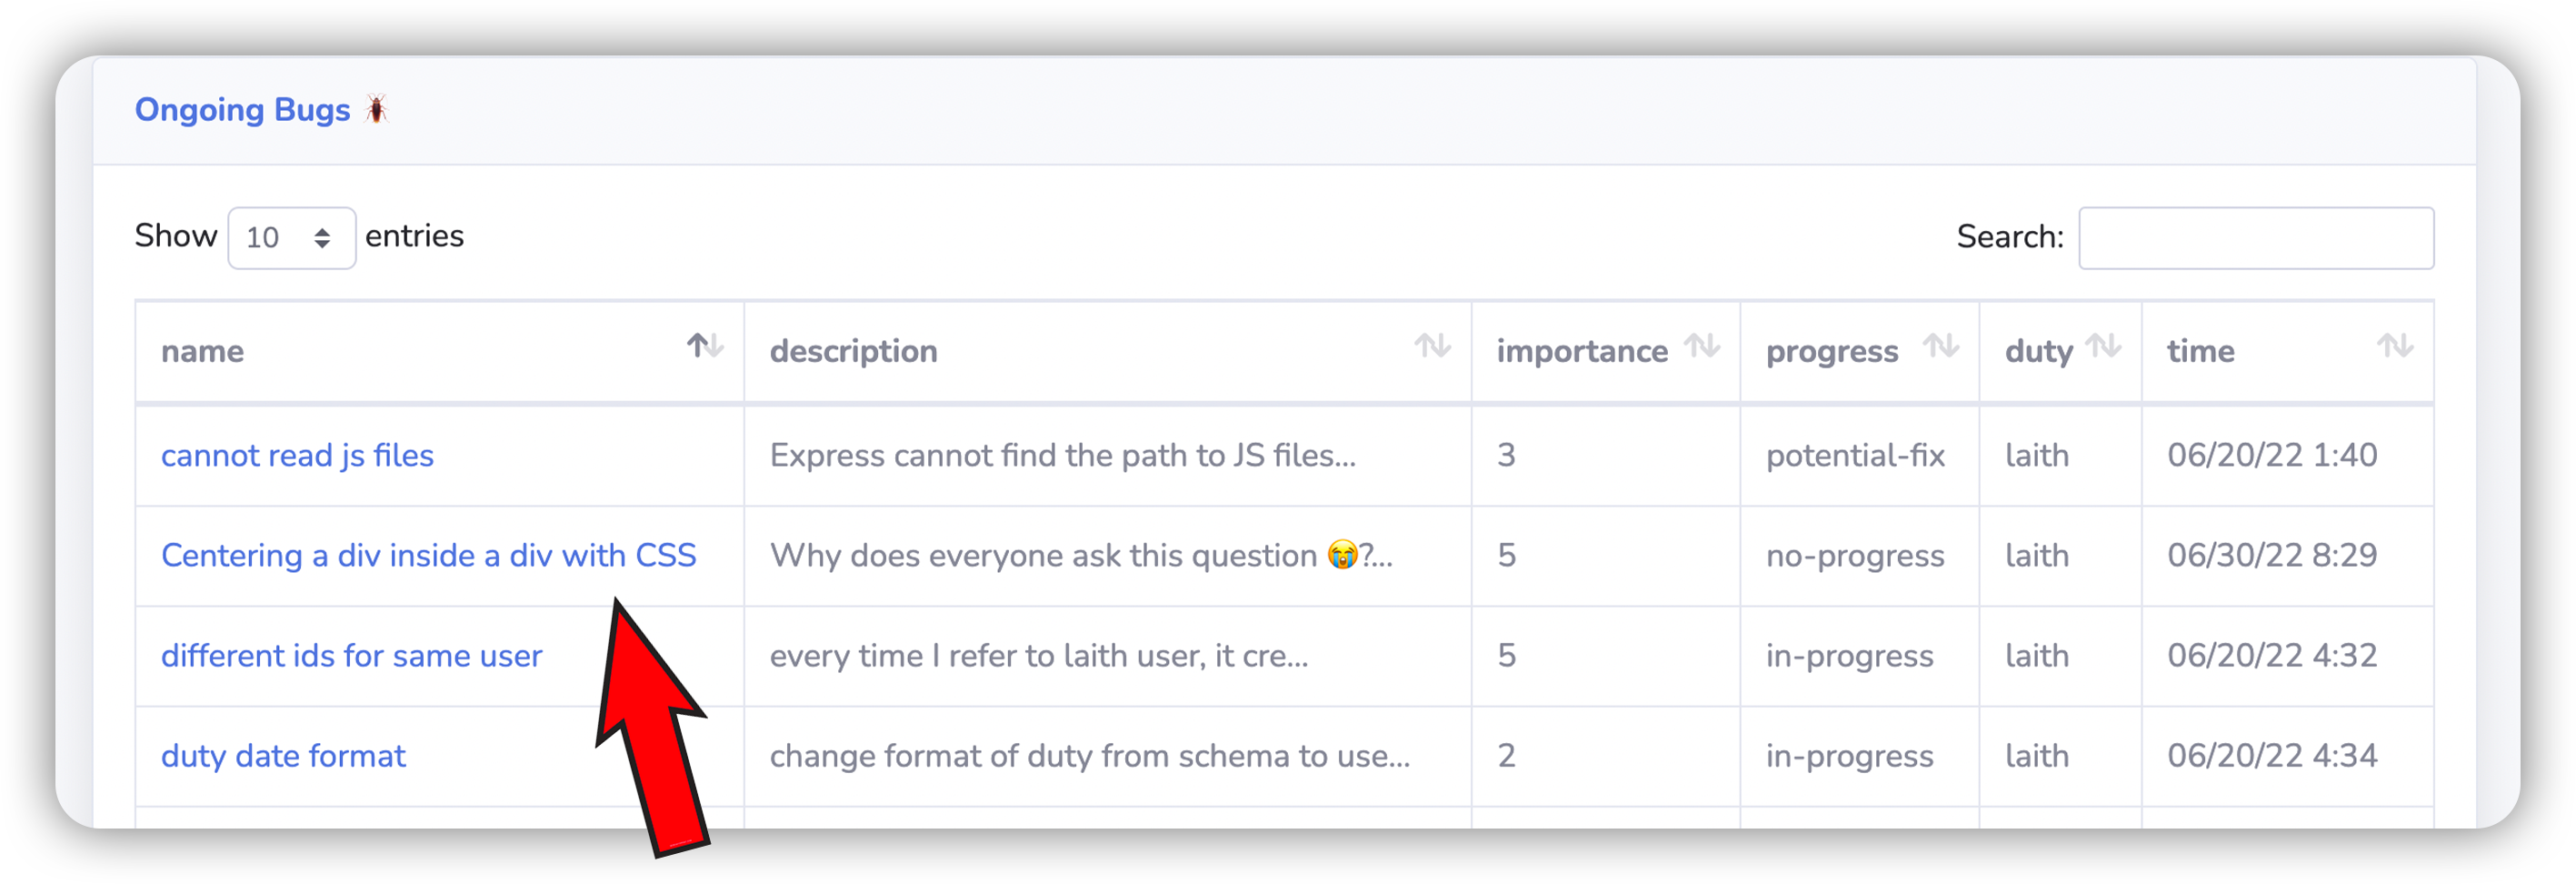 Ongoing Bugs 🪳
Show 10 entries
Search:
name description importance progress duty time
cannot read js files Express cannot find the path to JS files... 3 potential-fix laith 06/20/22 1:40
Centering a div inside a div with CSS Why does everyone ask this question 😭?... 5 no-progress laith 06/30/22 8:29
different ids for same user every time I refer to laith user, it cre... 5 in-progress laith 06/20/22 4:32
duty date format change format of duty from schema to use... 2 in-progress laith 06/20/22 4:34